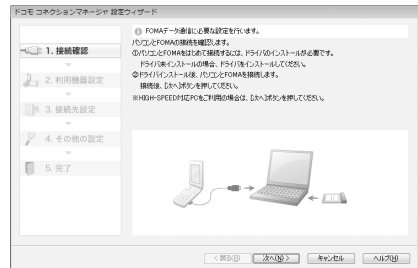 ドコモ コネクションマネージャ 設定ウィザード
1. 接続確認
2. 利用機器設定
3. 接続先設定
4. その他の設定
5. 完了
FOMAデータ通信に必要な設定を行います。
パソコンとFOMAの接続を確認します。
①パソコンとFOMAをはじめて接続するには、ドライバのインストールが必要です。
ドライバ未インストールの場合、ドライバをインストールしてください。
②ドライバインストール後、パソコンとFOMAを接続します。
接続後、[次へ]ボタンを押してください。
※HIGH-SPEED対応PCをご利用の場合は、[次へ]ボタンを押してください。
< 戻る(B) 次へ(N) > キャンセル ヘルプ(H)